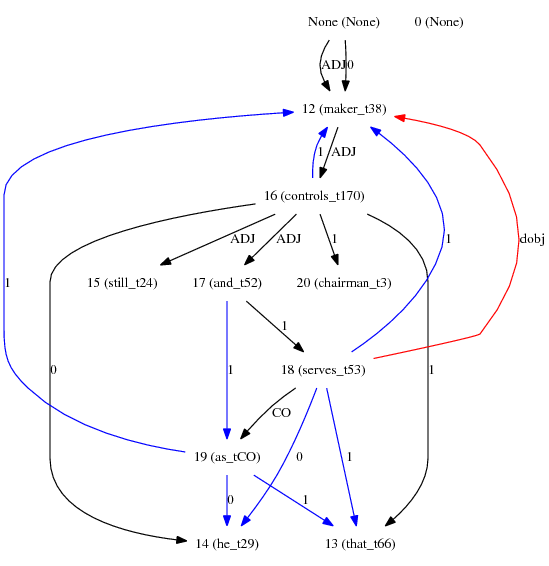 None (None) 0 (None)
ADJ 0
12 (maker_t38)
1 ADJ
16 (controls_t170)
ADJ ADJ 1 1 dobj
15 (still_t24) 17 (and_t52) 20 (chairman_t3)
1
1
0 1 18 (serves_t53) 1
CO
19 (as_tCO) 0 1
0 1
14 (he_t29) 13 (that_t66)